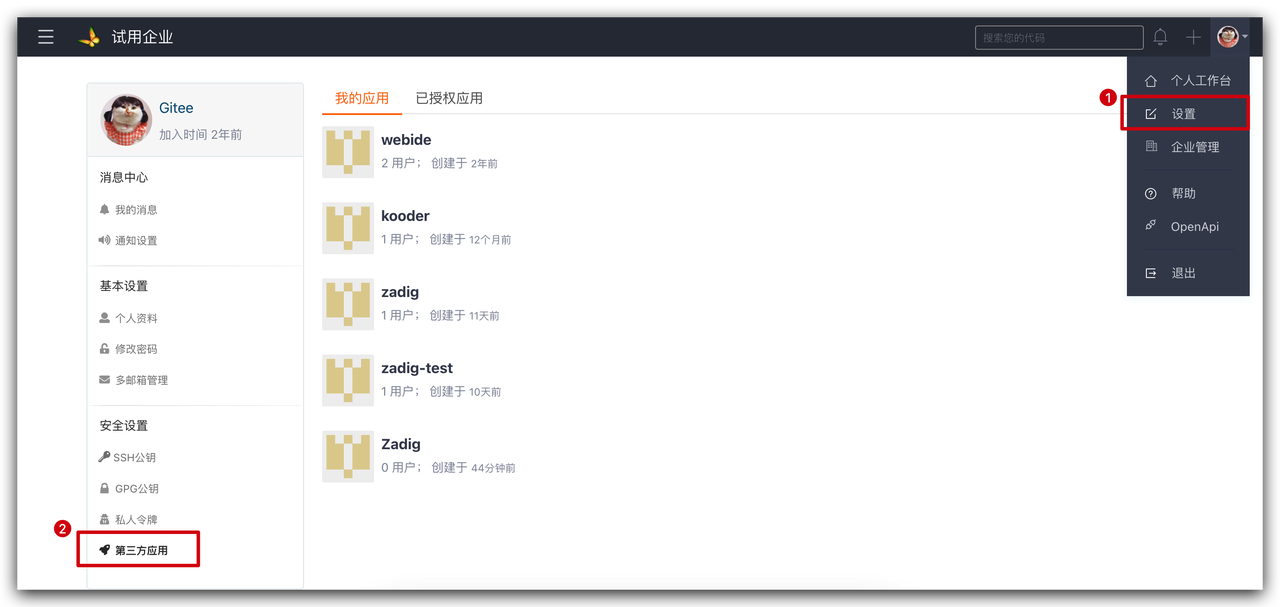 试用企业
搜索您的代码
个人工作台
1
设置
企业管理
帮助
OpenApi
退出
Gitee
加入时间 2年前
消息中心
我的消息
通知设置
基本设置
个人资料
修改密码
多邮箱管理
安全设置
SSH公钥
GPG公钥
私人令牌
2
第三方应用
我的应用 已授权应用
webide
2 用户； 创建于 2年前
kooder
1 用户； 创建于 12个月前
zadig
1 用户； 创建于 11天前
zadig-test
1 用户； 创建于 10天前
Zadig
0 用户； 创建于 44分钟前